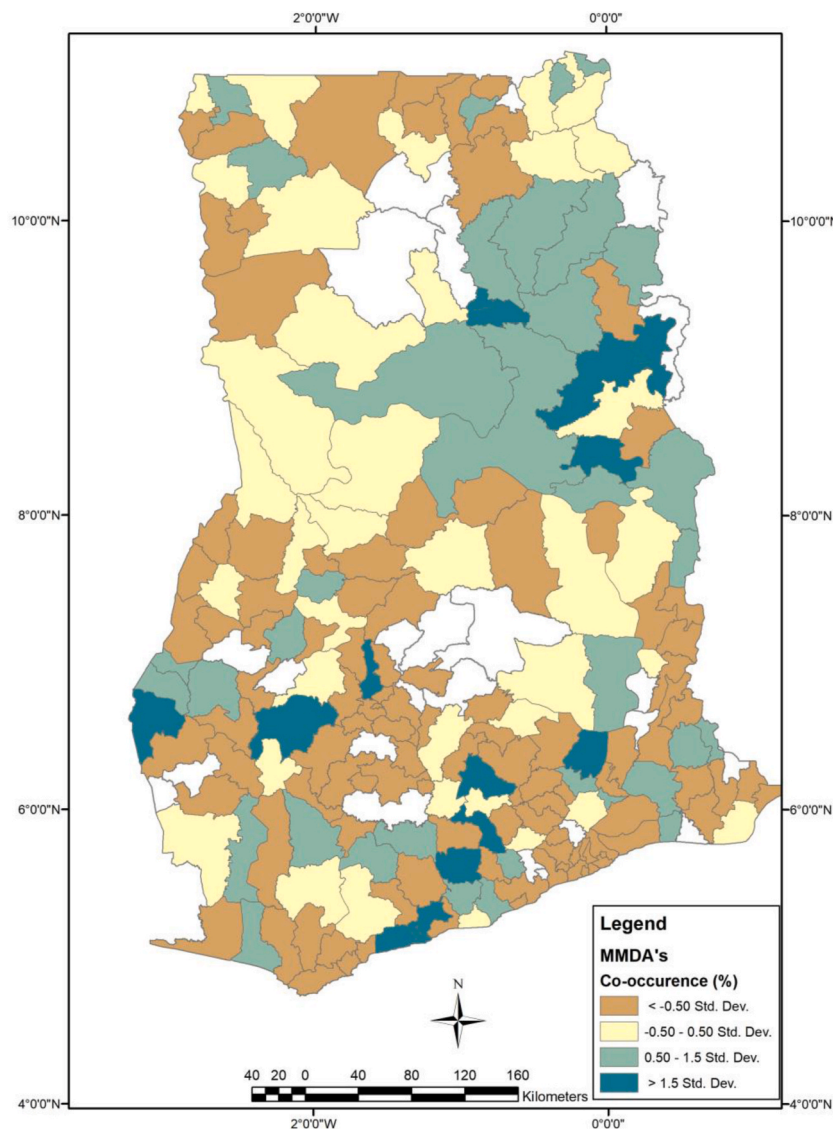 2°0'0"W 0°0'0"
10°0'0"N 10°0'0"N
8°0'0"N 8°0'0"N
6°0'0"N 6°0'0"N
Legend
MMDA's
Co-occurence (%)
< -0.50 Std. Dev.
-0.50 - 0.50 Std. Dev.
0.50 - 1.5 Std. Dev.
> 1.5 Std. Dev.
N
40 20 0 40 80 120 160
Kilometers
4°0'0"N 4°0'0"N
2°0'0"W 0°0'0"